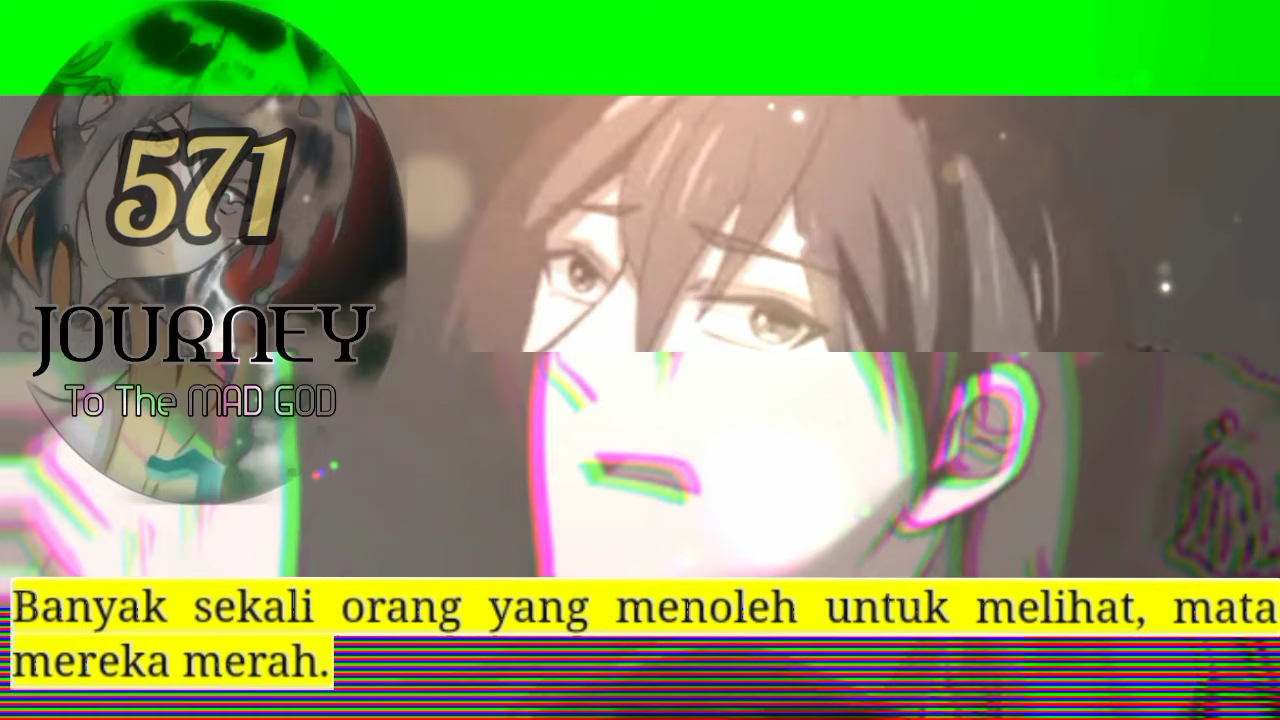 571
JOURNEY
To The MAD GOD
Banyak sekali orang yang menoleh untuk melihat, mata
mereka merah.